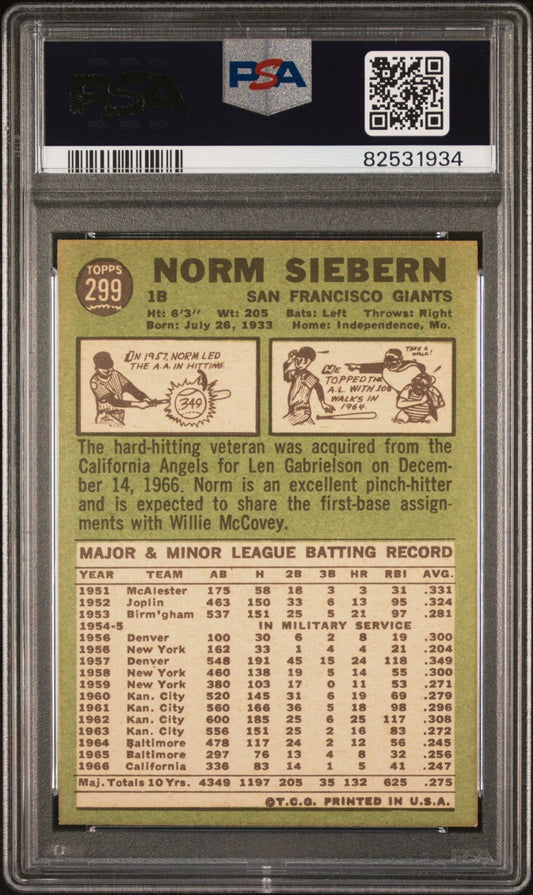 PSA
82531934
TOPPS
299
NORM SIEBERN
1B SAN FRANCISCO GIANTS
Ht: 6'3" Wt: 205 Bats: Left Throws: Right
Born: July 26, 1933 Home: Independence, Mo.
IN 1957, NORM LED
THE A.A. IN HITTING.
349
TAKE A
WALK!
HE
TOPPED THE
A.L. WITH 106
WALKS IN
1964.
The hard-hitting veteran was acquired from the
California Angels for Len Gabrielson on Decem-
ber 14, 1966. Norm is an excellent pinch-hitter
and is expected to share the first-base assign-
ments with Willie McCovey.
MAJOR & MINOR LEAGUE BATTING RECORD
YEAR TEAM AB H 2B 3B HR RBI AVG.
1951 McAlester 175 58 18 3 3 31 .331
1952 Joplin 463 150 33 6 13 95 .324
1953 Birm'gham 537 151 25 5 21 97 .281
1954-5 IN MILITARY SERVICE
1956 Denver 100 30 6 2 8 19 .300
1956 New York 162 33 1 4 4 21 .204
1957 Denver 548 191 45 15 24 118 .349
1958 New York 460 138 19 5 14 55 .300
1959 New York 380 103 17 0 11 53 .271
1960 Kan. City 520 145 31 6 19 69 .279
1961 Kan. City 560 166 36 5 18 98 .296
1962 Kan. City 600 185 25 6 25 117 .308
1963 Kan. City 556 151 25 2 16 83 .272
1964 Baltimore 478 117 24 2 12 56 .245
1965 Baltimore 297 76 13 4 8 32 .256
1966 California 336 83 14 1 5 41 .247
Maj. Totals 10 Yrs. 4349 1197 205 35 132 625 .275
©T.C.G. PRINTED IN U.S.A.